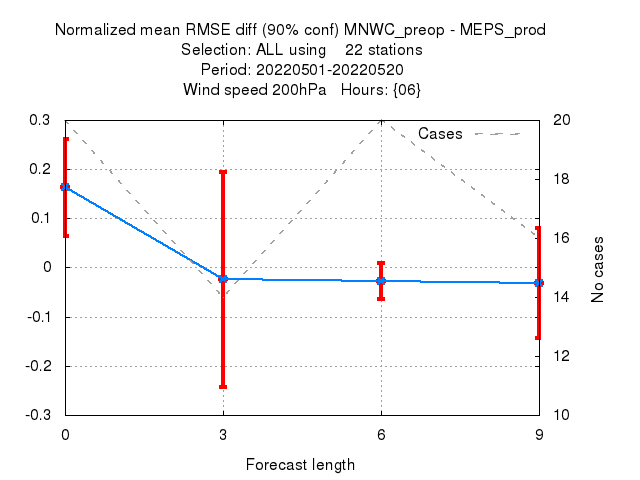 Normalized mean RMSE diff (90% conf) MNWC_preop - MEPS_prod
Selection: ALL using 22 stations
Period: 20220501-20220520
Wind speed 200hPa Hours: {06}
Cases
0.3
0.2
0.1
0
-0.1
-0.2
-0.3
20
18
16
14
12
10
No cases
0 3 6 9
Forecast length